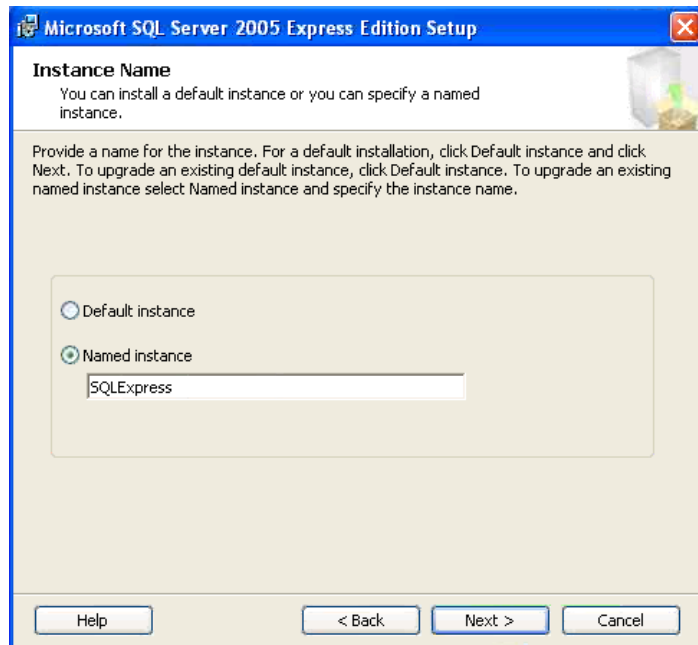 Microsoft SQL Server 2005 Express Edition Setup
Instance Name
You can install a default instance or you can specify a named
instance.
Provide a name for the instance. For a default installation, click Default instance and click
Next. To upgrade an existing default instance, click Default instance. To upgrade an existing
named instance select Named instance and specify the instance name.
Default instance
Named instance
SQLExpress
Help
< Back
Next >
Cancel